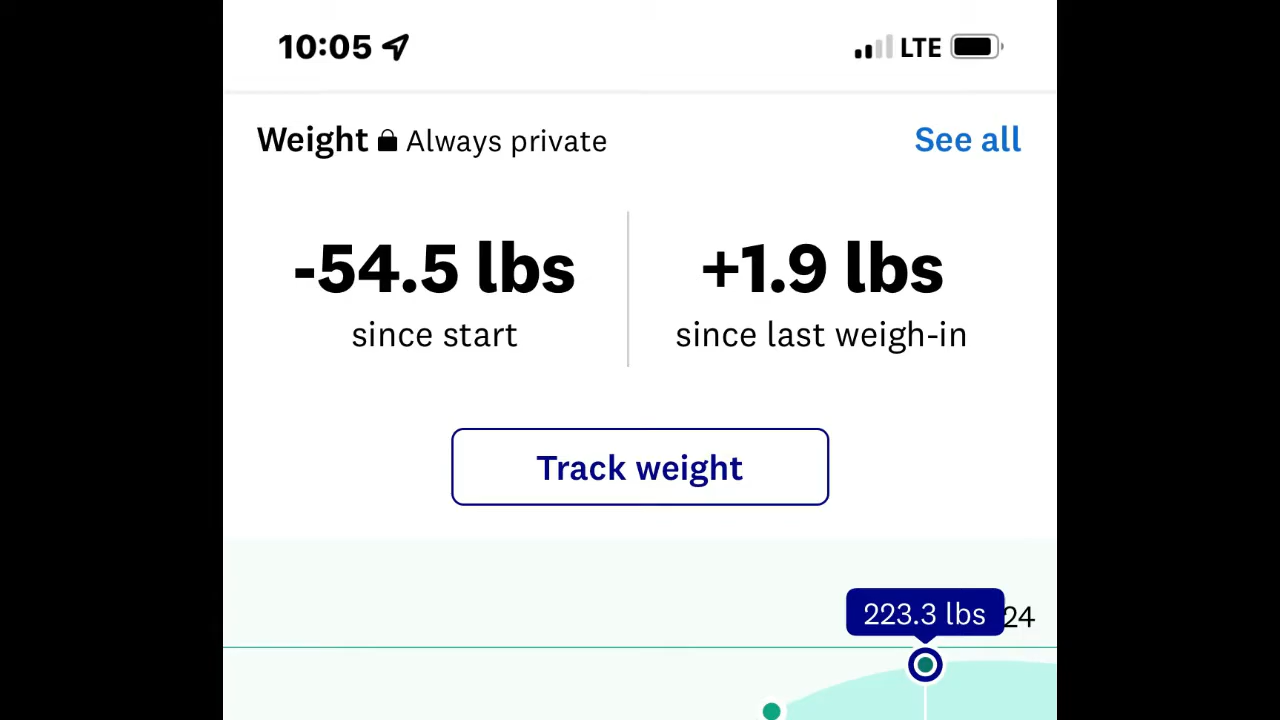 10:05 LTE
Weight Always private See all
-54.5 lbs +1.9 lbs
since start since last weigh-in
Track weight
223.3 lbs 24